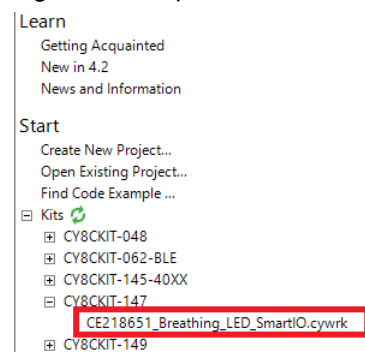 Learn
Getting Acquainted
New in 4.2
News and Information
Start
Create New Project...
Open Existing Project...
Find Code Example ...
Kits
CY8CKIT-048
CY8CKIT-062-BLE
CY8CKIT-145-40XX
CY8CKIT-147
CE218651_Breathing_LED_SmartIO.cywrk
CY8CKIT-149